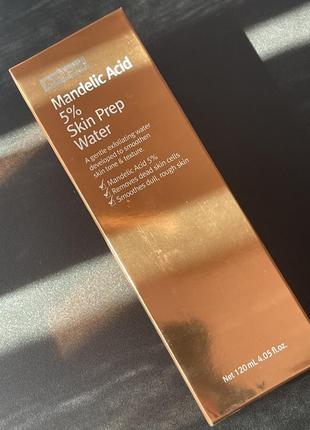 Mandelic Acid
5%
Skin Prep
Water
A gentle exfoliating water
developed to smoothen
skin tone & texture.
Mandelic Acid 5%
Removes dead skin cells
Smoothes dull, rough skin
Net 120 mL 4.05 fl.oz.